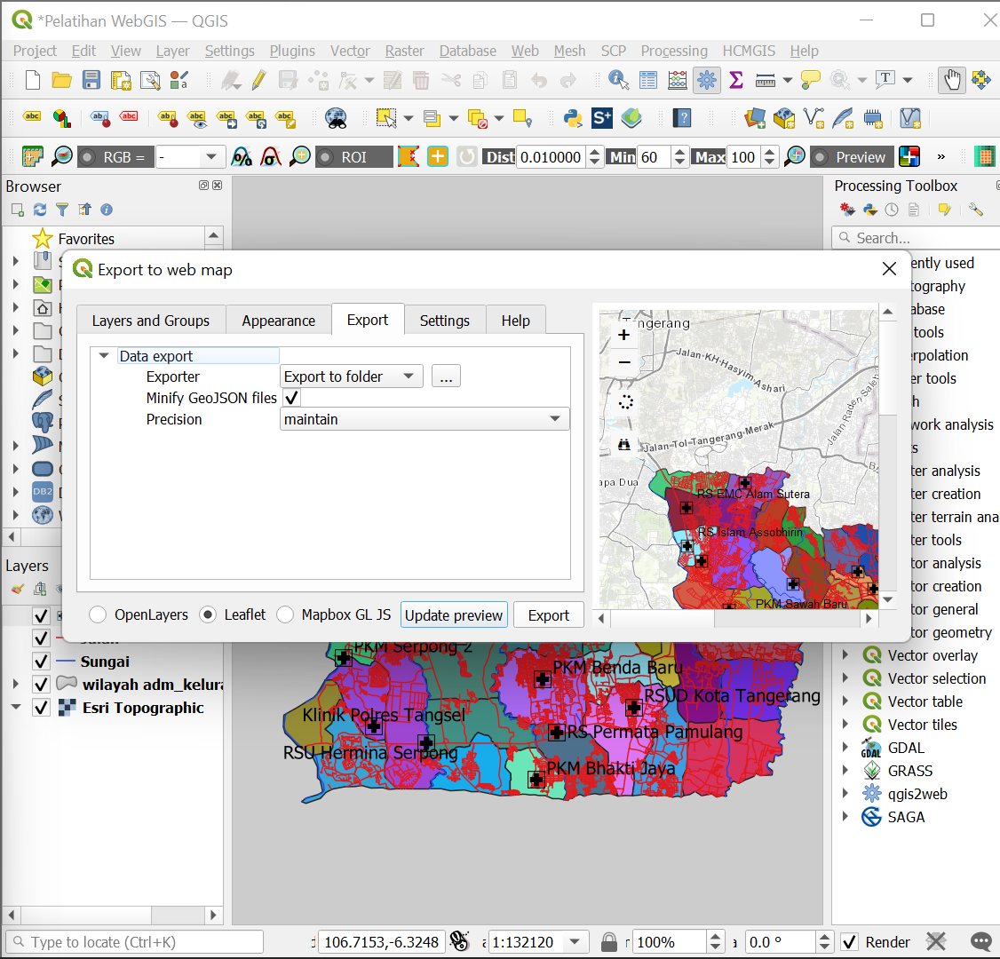 *Pelatihan WebGIS — QGIS
Project Edit View Layer Settings Plugins Vector Raster Database Web Mesh SCP Processing HCMGIS Help
RGB = - ROI Dist 0.010000 Min 60 Max 100 Preview »
Browser
Processing Toolbox
Favorites
Search...
Export to web map
ently used
tography
abase
tools
erpolation
er tools
work analysis
ter analysis
ter creation
ter terrain ana
ter tools
tor analysis
tor creation
tor general
tor geometry
Vector overlay
Vector selection
Vector table
Vector tiles
GDAL
GRASS
qgis2web
SAGA
Layers and Groups Appearance Export Settings Help
Data export
Exporter Export to folder ...
Minify GeoJSON files
Precision maintain
OpenLayers Leaflet Mapbox GL JS Update preview Export
+
−
ngerang
Jalan-KH-Hasyim Ashari
Jalan Raden Saleh
Jalan Tol Tangerang Merak
apa Dua
RS EMC Alam Sutera
RS Islam Assobhirin
PKM Sawah Baru
DB2
Layers
Sungai
wilayah adm_kelura
Esri Topographic
PKM Serpong 2
PKM Benda Baru
RSUD Kota Tangerang
Klinik Polres Tangsel
RS Permata Pamulang
RSU Hermina Serpong
PKM Bhakti Jaya
Type to locate (Ctrl+K) 106.7153,-6.3248 1:132120 100% 0.0 ° Render